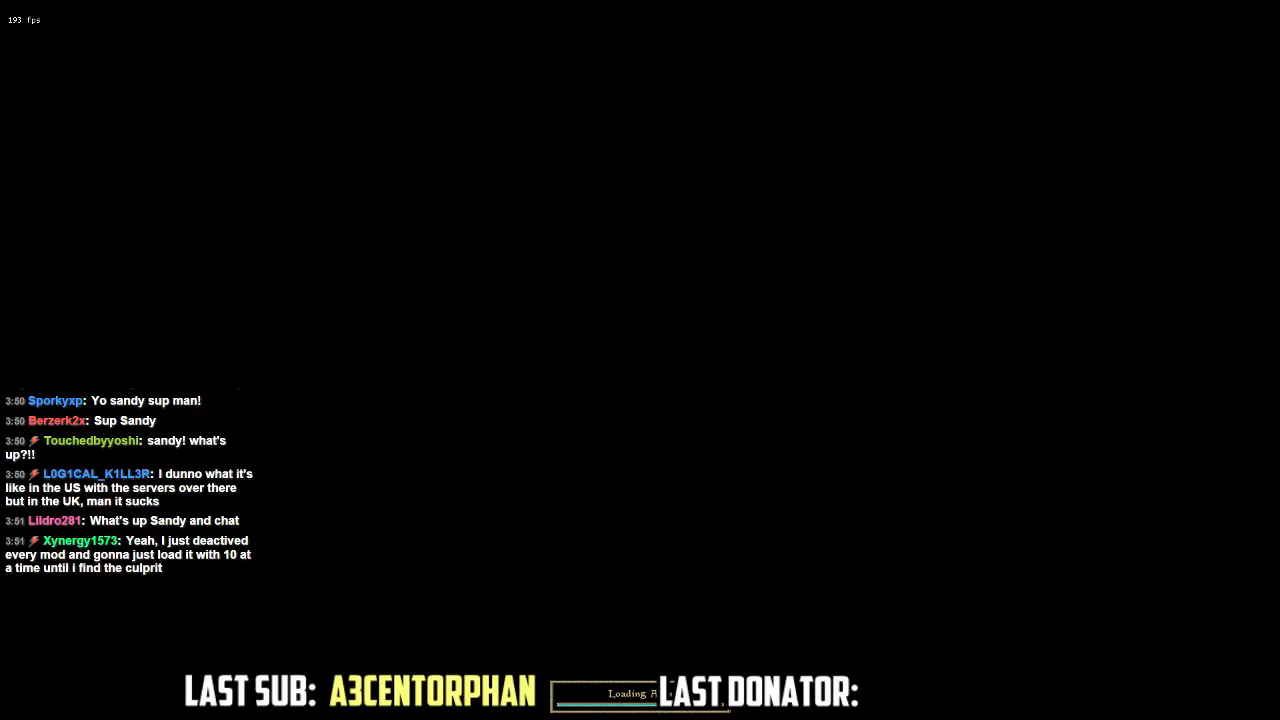 193 fps
3:50 Sporkyxp: Yo sandy sup man!
3:50 Berzerk2x: Sup Sandy
3:50 Touchedbyyoshi: sandy! what's
up?!!
3:50 L0G1CAL_K1LL3R: I dunno what it's
like in the US with the servers over there
but in the UK, man it sucks
3:51 Lildro281: What's up Sandy and chat
3:51 Xynergy1573: Yeah, I just deactived
every mod and gonna just load it with 10 at
a time until i find the culprit
LAST SUB: A3CENTORPHAN Loading LAST DONATOR: